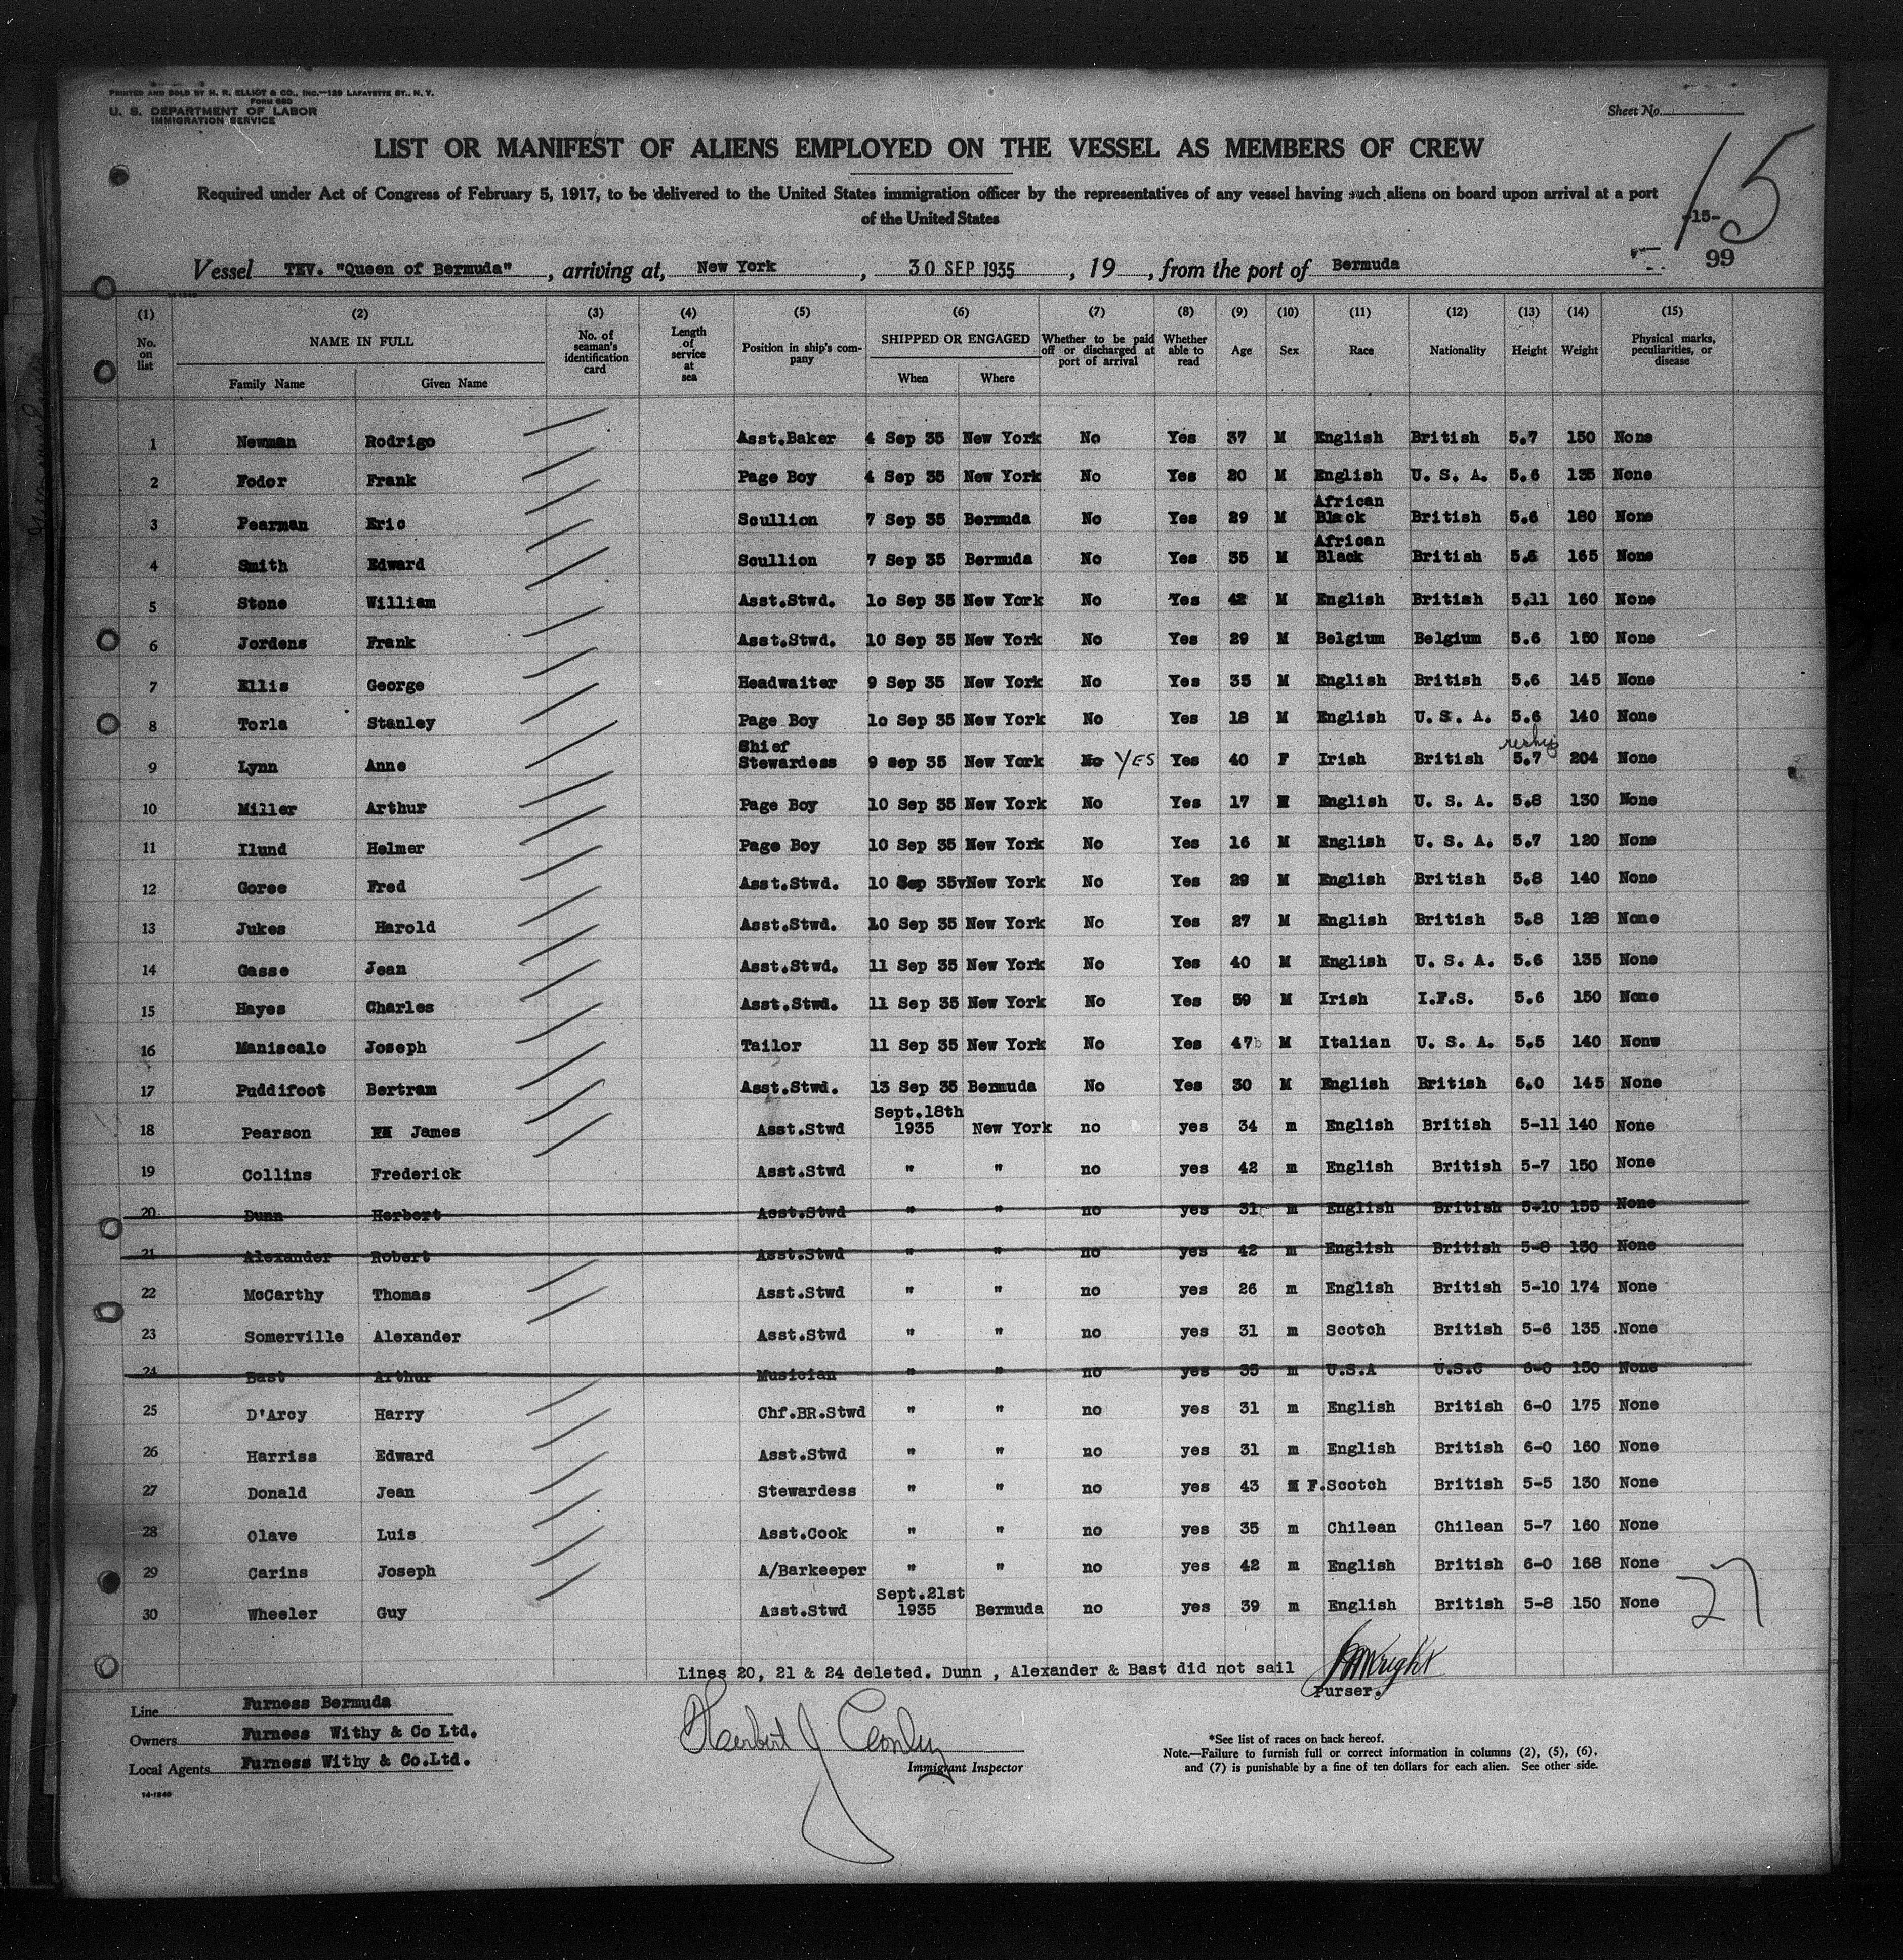 PRINTED AND SOLD BY H. R. ELLIOT & CO., INC.—129 LAFAYETTE ST., N. Y.
FORM 680
U. S. DEPARTMENT OF LABOR
IMMIGRATION SERVICE
Sheet No.
LIST OR MANIFEST OF ALIENS EMPLOYED ON THE VESSEL AS MEMBERS OF CREW
15
Required under Act of Congress of February 5, 1917, to be delivered to the United States immigration officer by the representatives of any vessel having such aliens on board upon arrival at a port
of the United States
-15-
99
Vessel TEV. "Queen of Bermuda", arriving at, New York, 30 SEP 1935, 19, from the port of Bermuda
14-1240
(1) (2) (3) (4) (5) (6) (7) (8) (9) (10) (11) (12) (13) (14) (15)
No. on list NAME IN FULL Family Name Given Name No. of seaman's identification card Length of service at sea Position in ship's company SHIPPED OR ENGAGED When Where Whether to be paid off or discharged at port of arrival Whether able to read Age Sex Race Nationality Height Weight Physical marks, peculiarities, or disease
1 Newman Rodrigo Asst.Baker 4 Sep 35 New York No Yes 37 M English British 5.7 150 None
2 Fodor Frank Page Boy 4 Sep 35 New York No Yes 20 M English U. S. A. 5.6 135 None
3 Pearman Eric Scullion 7 Sep 35 Bermuda No Yes 29 M African Black British 5.6 180 None
4 Smith Edward Scullion 7 Sep 35 Bermuda No Yes 35 M African Black British 5.6 165 None
5 Stone William Asst.Stwd. 1o Sep 35 New York No Yes 42 M English British 5.11 160 None
6 Jordens Frank Asst.Stwd. 10 Sep 35 New York No Yes 29 M Belgium Belgium 5.6 150 None
7 Ellis George Headwaiter 9 Sep 35 New York No Yes 35 M English British 5.6 145 None
8 Torla Stanley Page Boy 1o Sep 35 New York No Yes 18 M English U. S. A. 5.6 140 None
9 Lynn Anne Shief Stewardess 9 sep 35 New York No YES Yes 40 F Irish British 5.7 204 None
10 Miller Arthur Page Boy 10 Sep 35 New York No Yes 17 M English U. S. A. 5.8 130 None
11 Ilund Helmer Page Boy 10 Sep 35 New York No Yes 16 M English U. S. A. 5.7 120 None
12 Goree Fred Asst.Stwd. 10 Sep 35vNew York No Yes 29 M English British 5.8 140 None
13 Jukes Harold Asst.Stwd. 10 Sep 35 New York No Yes 27 M English British 5.8 128 None
14 Gasse Jean Asst.Stwd. 11 Sep 35 New York No Yes 40 M English U. S. A. 5.6 135 None
15 Hayes Charles Asst.Stwd. 11 Sep 35 New York No Yes 59 M Irish I.F.S. 5.6 150 None
16 Maniscalo Joseph Tailor 11 Sep 35 New York No Yes 47 M Italian U. S. A. 5.5 140 None
17 Puddifoot Bertram Asst.Stwd. 13 Sep 35 Bermuda No Yes 30 M English British 6.0 145 None
18 Pearson James Asst.Stwd Sept.18th 1935 New York no yes 34 m English British 5-11 140 None
19 Collins Frederick Asst.Stwd " " no yes 42 m English British 5-7 150 None
20 Dunn Herbert Asst.Stwd " " no yes 31 m English British 5-10 155 None
21 Alexander Robert Asst.Stwd " " no yes 42 m English British 5-8 130 None
22 McCarthy Thomas Asst.Stwd " " no yes 26 m English British 5-10 174 None
23 Somerville Alexander Asst.Stwd " " no yes 31 m Scotch British 5-6 135 .None
24 Bast Arthur Musician " " no yes 35 m U.S.A U.S.C 6-0 150 None
25 D'Arcy Harry Chf.BR.Stwd " " no yes 31 m English British 6-0 175 None
26 Harriss Edward Asst.Stwd " " no yes 31 m English British 6-0 160 None
27 Donald Jean Stewardess " " no yes 43 M F. Scotch British 5-5 130 None
28 Olave Luis Asst.Cook " " no yes 35 m Chilean Chilean 5-7 160 None
29 Carins Joseph A/Barkeeper " " no yes 42 m English British 6-0 168 None
30 Wheeler Guy Asst.Stwd Sept.21st 1935 Bermuda no yes 39 m English British 5-8 150 None
27
Lines 20, 21 & 24 deleted. Dunn , Alexander & Bast did not sail
Wright
Purser.
Line Furness Bermuda
Owners Furness Withy & Co Ltd.
Local Agents Furness Withy & Co.Ltd.
14-1240
Herbert J
Immigrant Inspector
*See list of races on back hereof.
Note.—Failure to furnish full or correct information in columns (2), (5), (6),
and (7) is punishable by a fine of ten dollars for each alien. See other side.